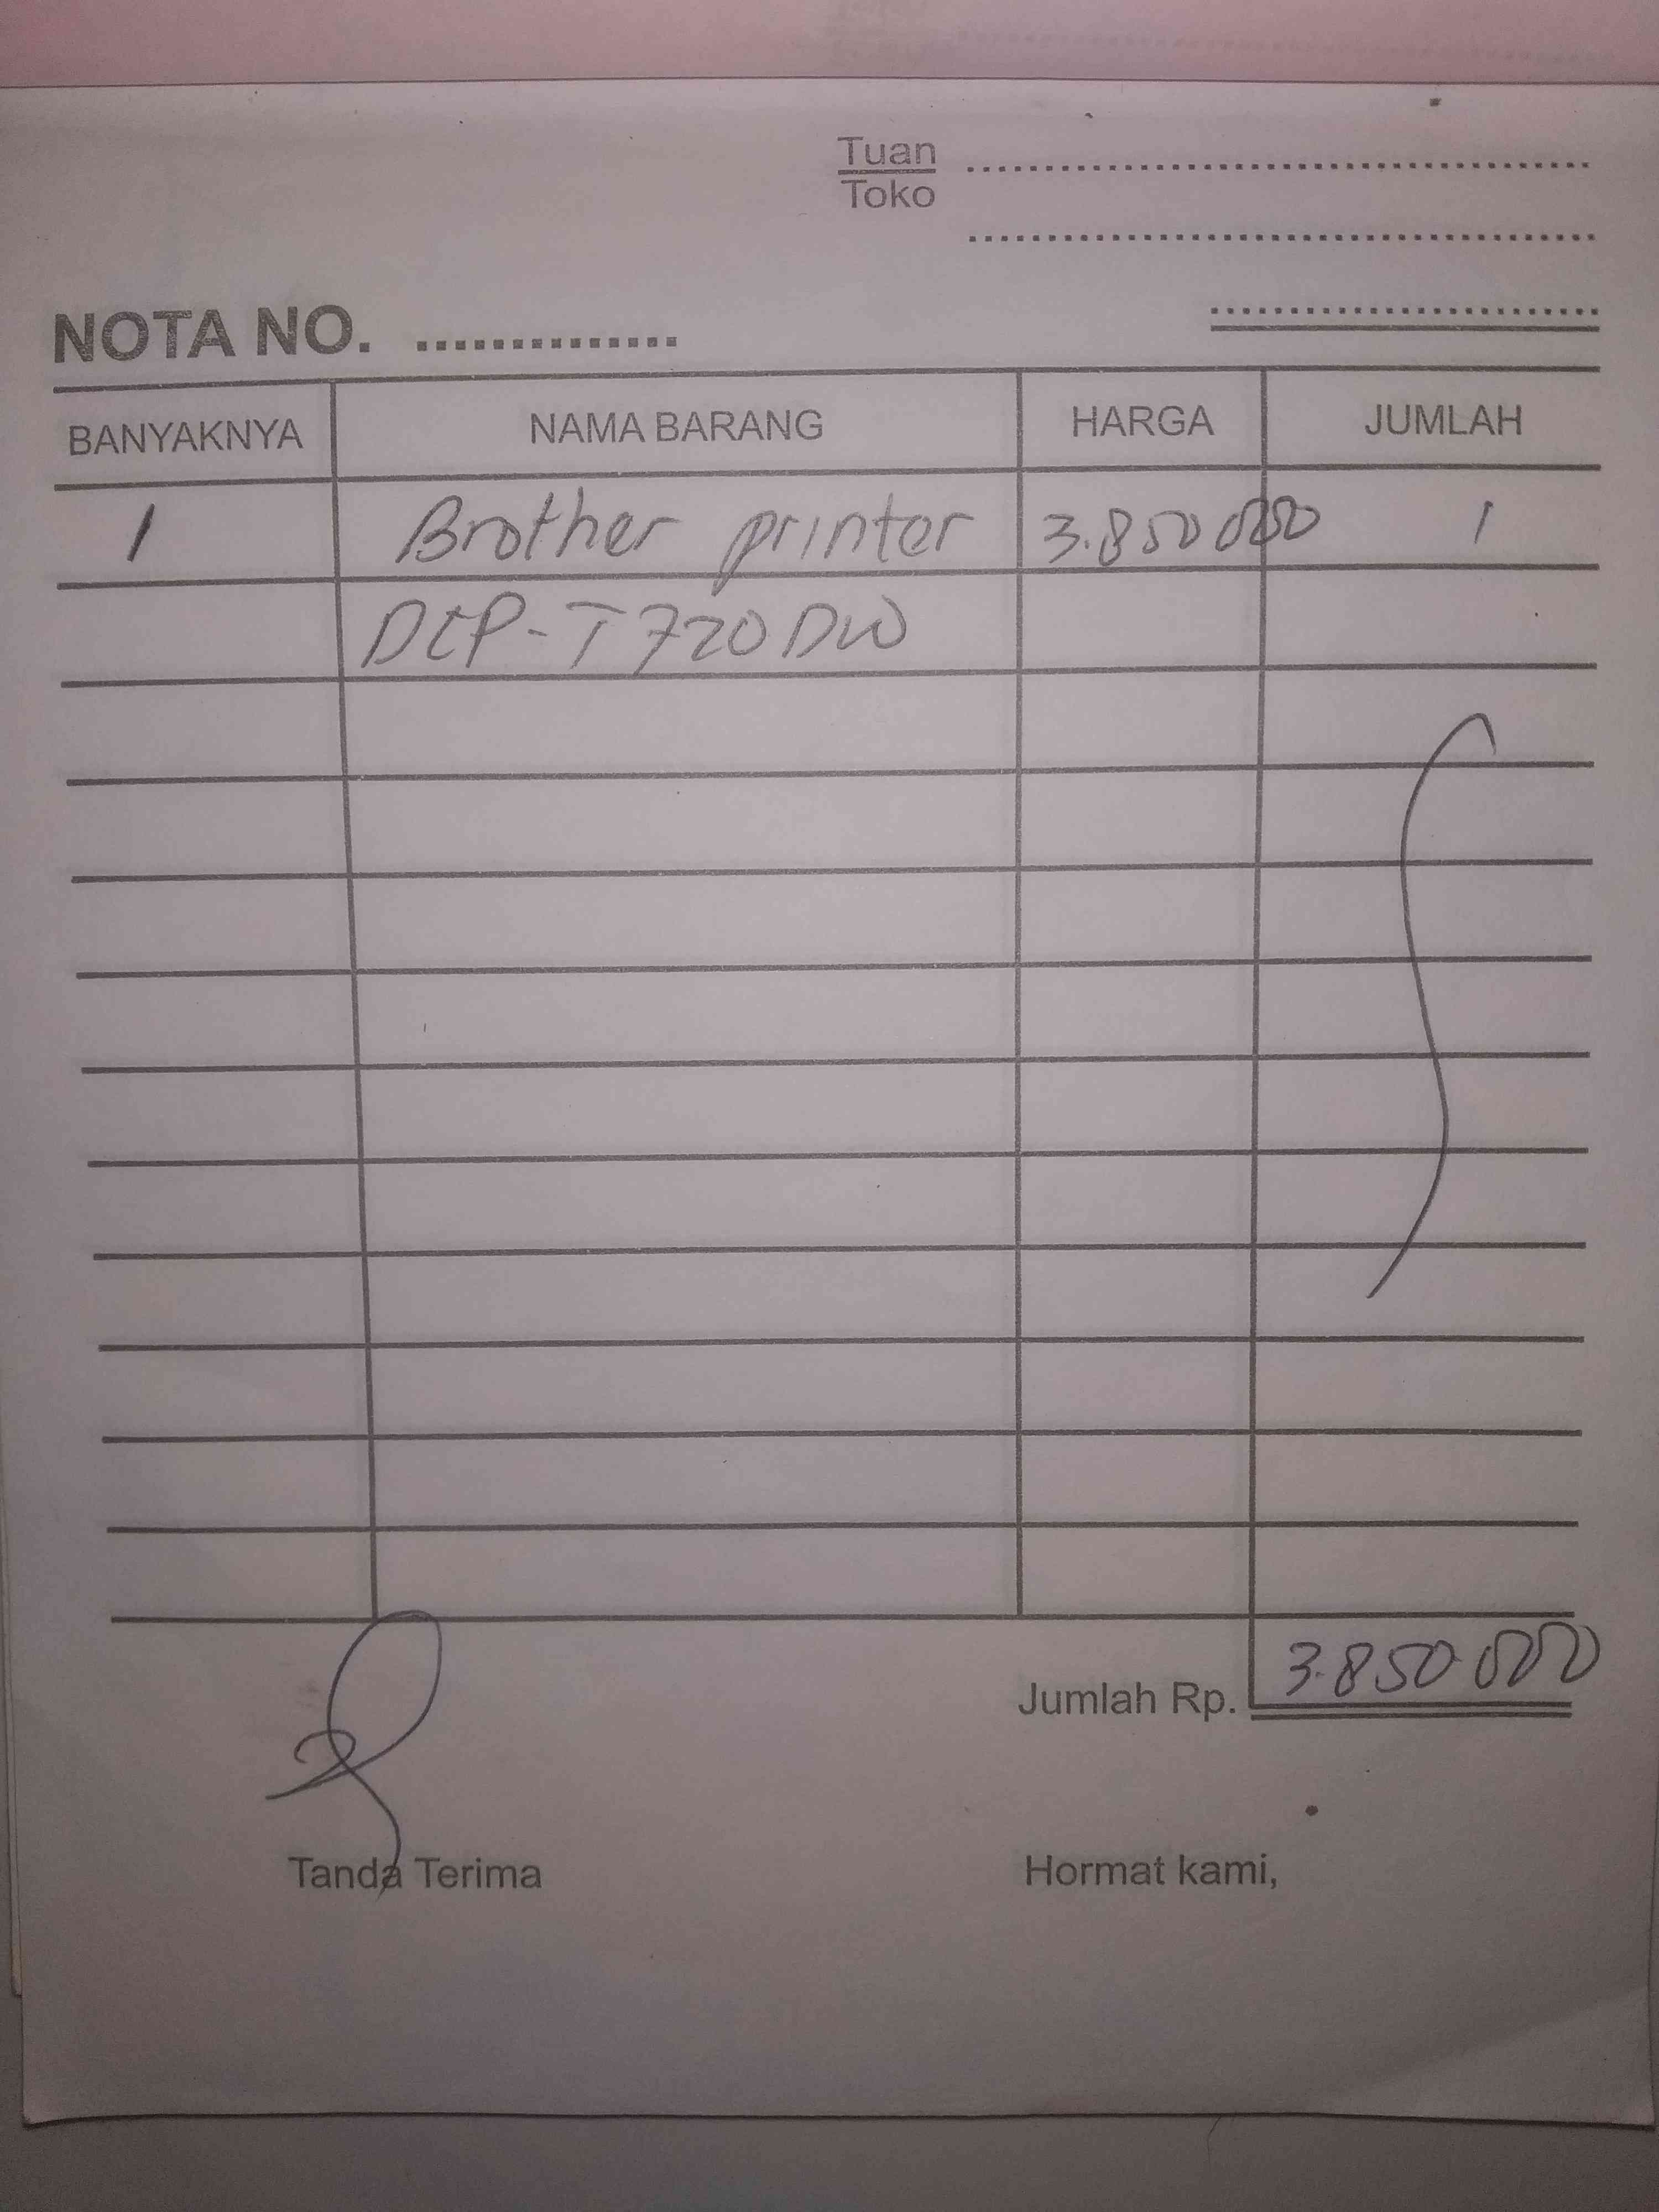 Tuan
Toko
NOTA NO. ..............
BANYAKNYA NAMA BARANG HARGA JUMLAH
1 Brother printer 3.850 000 1
DCP-T720DW
Jumlah Rp. 3.850.000
Tanda Terima Hormat kami,